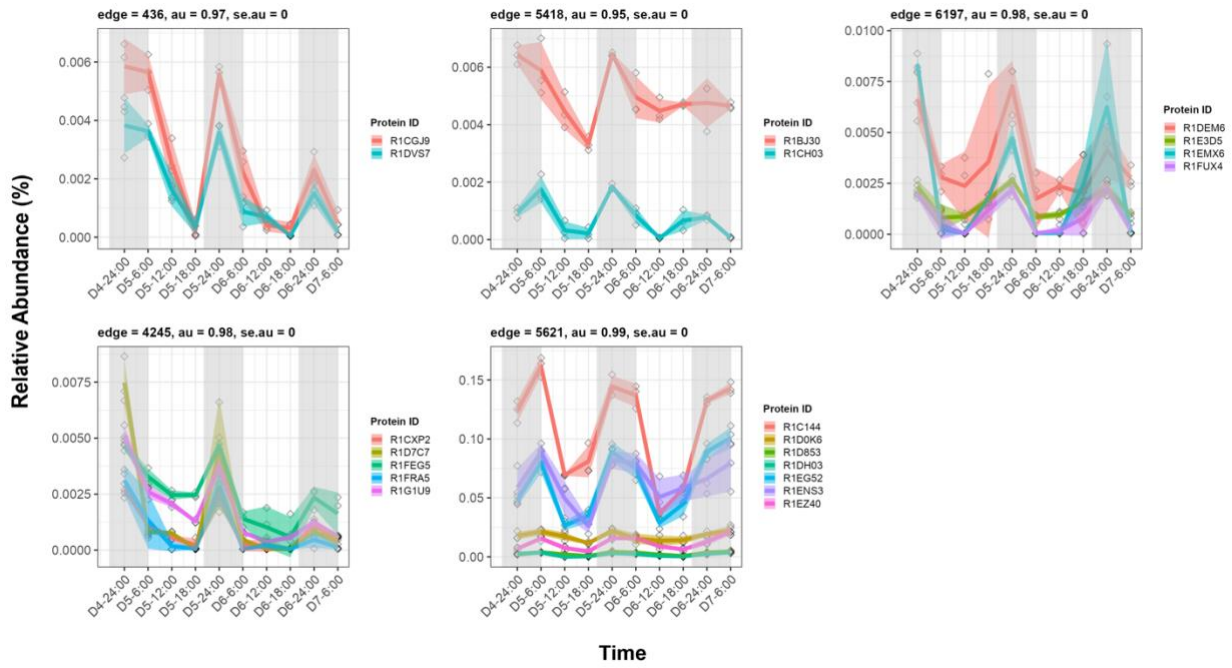 edge = 436, au = 0.97, se.au = 0
edge = 5418, au = 0.95, se.au = 0
edge = 6197, au = 0.98, se.au = 0
0.006
0.004
0.002
0.000
D4-24:00
D5-6:00
D5-12:00
D5-18:00
D5-24:00
D6-6:00
D6-12:00
D6-18:00
D6-24:00
D7-6:00
Protein ID
R1CGJ9
R1DVS7
0.006
0.004
0.002
0.000
D4-24:00
D5-6:00
D5-12:00
D5-18:00
D5-24:00
D6-6:00
D6-12:00
D6-18:00
D6-24:00
D7-6:00
Protein ID
R1BJ30
R1CH03
0.0100
0.0075
0.0050
0.0025
0.0000
D4-24:00
D5-6:00
D5-12:00
D5-18:00
D5-24:00
D6-6:00
D6-12:00
D6-18:00
D6-24:00
D7-6:00
Protein ID
R1DEM6
R1E3D5
R1EMX6
R1FUX4
Relative Abundance (%)
edge = 4245, au = 0.98, se.au = 0
edge = 5621, au = 0.99, se.au = 0
0.0075
0.0050
0.0025
0.0000
D4-24:00
D5-6:00
D5-12:00
D5-18:00
D5-24:00
D6-6:00
D6-12:00
D6-18:00
D6-24:00
D7-6:00
Protein ID
R1CXP2
R1D7C7
R1FEG5
R1FRA5
R1G1U9
0.15
0.10
0.05
0.00
D4-24:00
D5-6:00
D5-12:00
D5-18:00
D5-24:00
D6-6:00
D6-12:00
D6-18:00
D6-24:00
D7-6:00
Protein ID
R1C144
R1D0K6
R1D853
R1DH03
R1EG52
R1ENS3
R1EZ40
Time